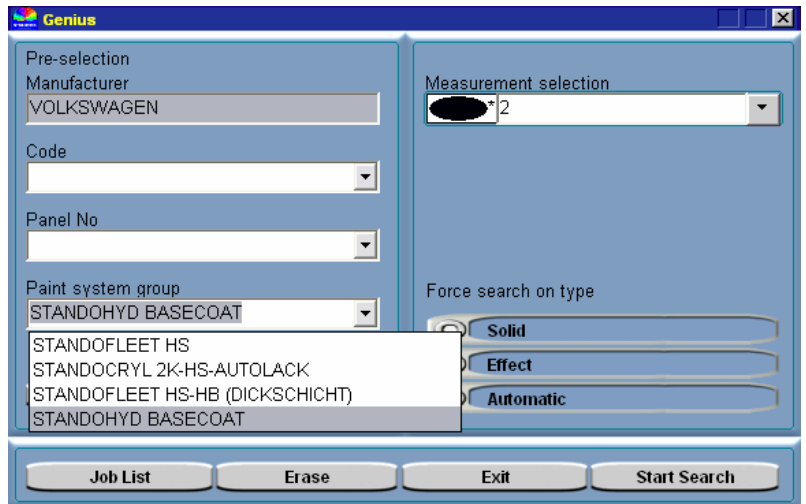 Genius
Pre-selection
Manufacturer
VOLKSWAGEN
Code
Panel No
Paint system group
STANDOHYD BASECOAT
STANDOFLEET HS
STANDOCRYL 2K-HS-AUTOLACK
STANDOFLEET HS-HB (DICKSCHICHT)
STANDOHYD BASECOAT
Measurement selection
*2
Force search on type
Solid
Effect
Automatic
Job List Erase Exit Start Search